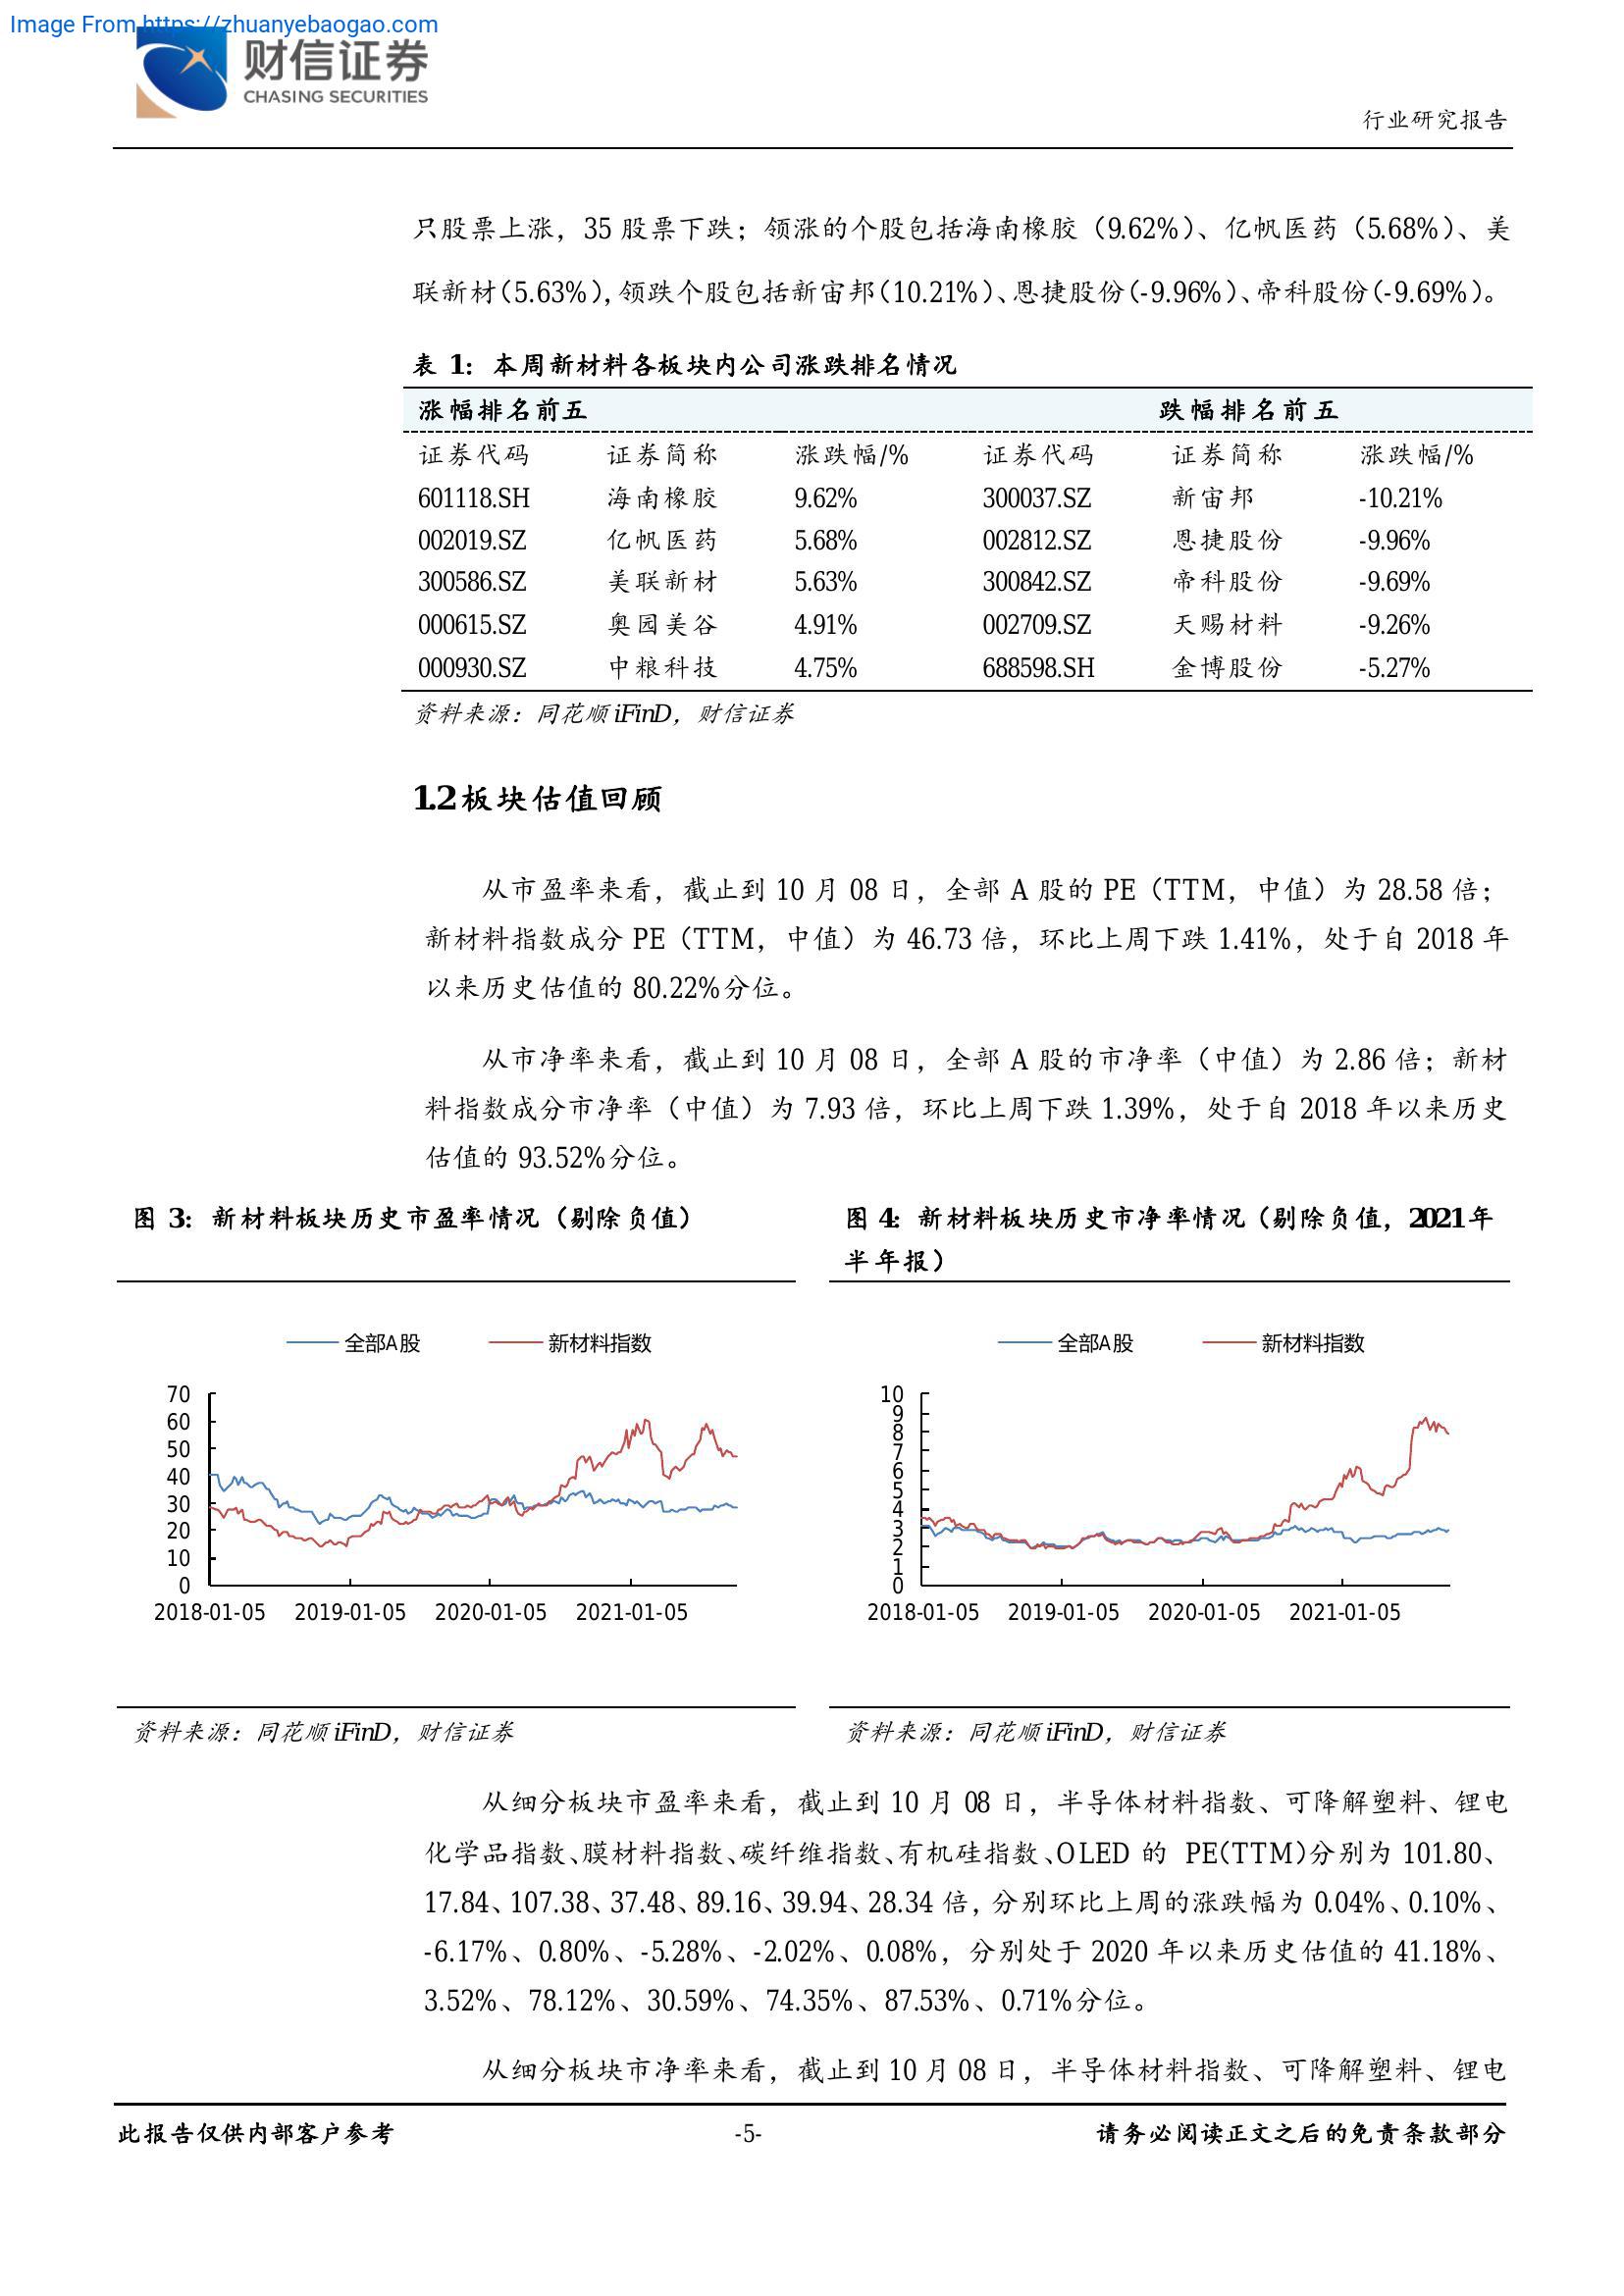 Image From https://zhuanyebaogao.com
财信证券
CHASING SECURITIES
行业研究报告
只股票上涨，35 股票下跌；领涨的个股包括海南橡胶（9.62%）、亿帆医药（5.68%）、美
联新材（5.63%），领跌个股包括新宙邦（10.21%）、恩捷股份（-9.96%）、帝科股份（-9.69%）。
表 1：本周新材料各板块内公司涨跌排名情况
涨幅排名前五 跌幅排名前五
证券代码 证券简称 涨跌幅/% 证券代码 证券简称 涨跌幅/%
601118.SH 海南橡胶 9.62% 300037.SZ 新宙邦 -10.21%
002019.SZ 亿帆医药 5.68% 002812.SZ 恩捷股份 -9.96%
300586.SZ 美联新材 5.63% 300842.SZ 帝科股份 -9.69%
000615.SZ 奥园美谷 4.91% 002709.SZ 天赐材料 -9.26%
000930.SZ 中粮科技 4.75% 688598.SH 金博股份 -5.27%
资料来源：同花顺 iFinD，财信证券
1.2 板块估值回顾
从市盈率来看，截止到 10 月 08 日，全部 A 股的 PE（TTM，中值）为 28.58 倍；
新材料指数成分 PE（TTM，中值）为 46.73 倍，环比上周下跌 1.41%，处于自 2018 年
以来历史估值的 80.22%分位。
从市净率来看，截止到 10 月 08 日，全部 A 股的市净率（中值）为 2.86 倍；新材
料指数成分市净率（中值）为 7.93 倍，环比上周下跌 1.39%，处于自 2018 年以来历史
估值的 93.52%分位。
图 3：新材料板块历史市盈率情况（剔除负值）
全部A股 新材料指数
70
60
50
40
30
20
10
0
2018-01-05 2019-01-05 2020-01-05 2021-01-05
资料来源：同花顺 iFinD，财信证券
图 4：新材料板块历史市净率情况（剔除负值，2021 年
半年报）
全部A股 新材料指数
10
9
8
7
6
5
4
3
2
1
0
2018-01-05 2019-01-05 2020-01-05 2021-01-05
资料来源：同花顺 iFinD，财信证券
从细分板块市盈率来看，截止到 10 月 08 日，半导体材料指数、可降解塑料、锂电
化学品指数、膜材料指数、碳纤维指数、有机硅指数、OLED 的 PE(TTM)分别为 101.80、
17.84、107.38、37.48、89.16、39.94、28.34 倍，分别环比上周的涨跌幅为 0.04%、0.10%、
-6.17%、0.80%、-5.28%、-2.02%、0.08%，分别处于 2020 年以来历史估值的 41.18%、
3.52%、78.12%、30.59%、74.35%、87.53%、0.71%分位。
从细分板块市净率来看，截止到 10 月 08 日，半导体材料指数、可降解塑料、锂电
此报告仅供内部客户参考 -5- 请务必阅读正文之后的免责条款部分